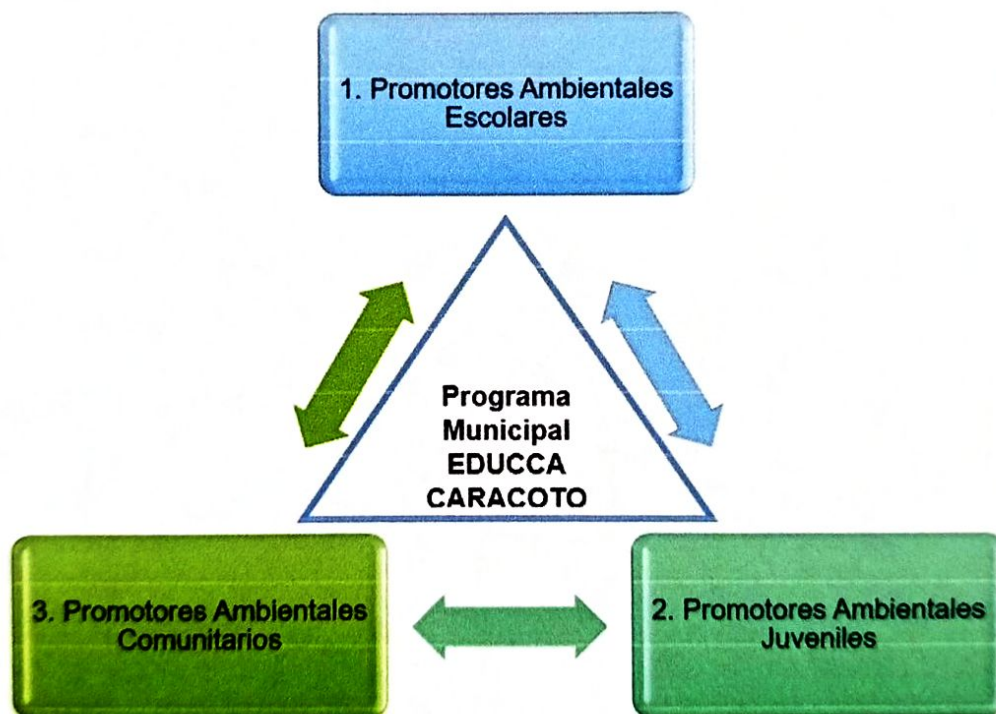 1. Promotores Ambientales
Escolares
Programa
Municipal
EDUCCA
CARACOTO
3. Promotores Ambientales
Comunitarios
2. Promotores Ambientales
Juveniles